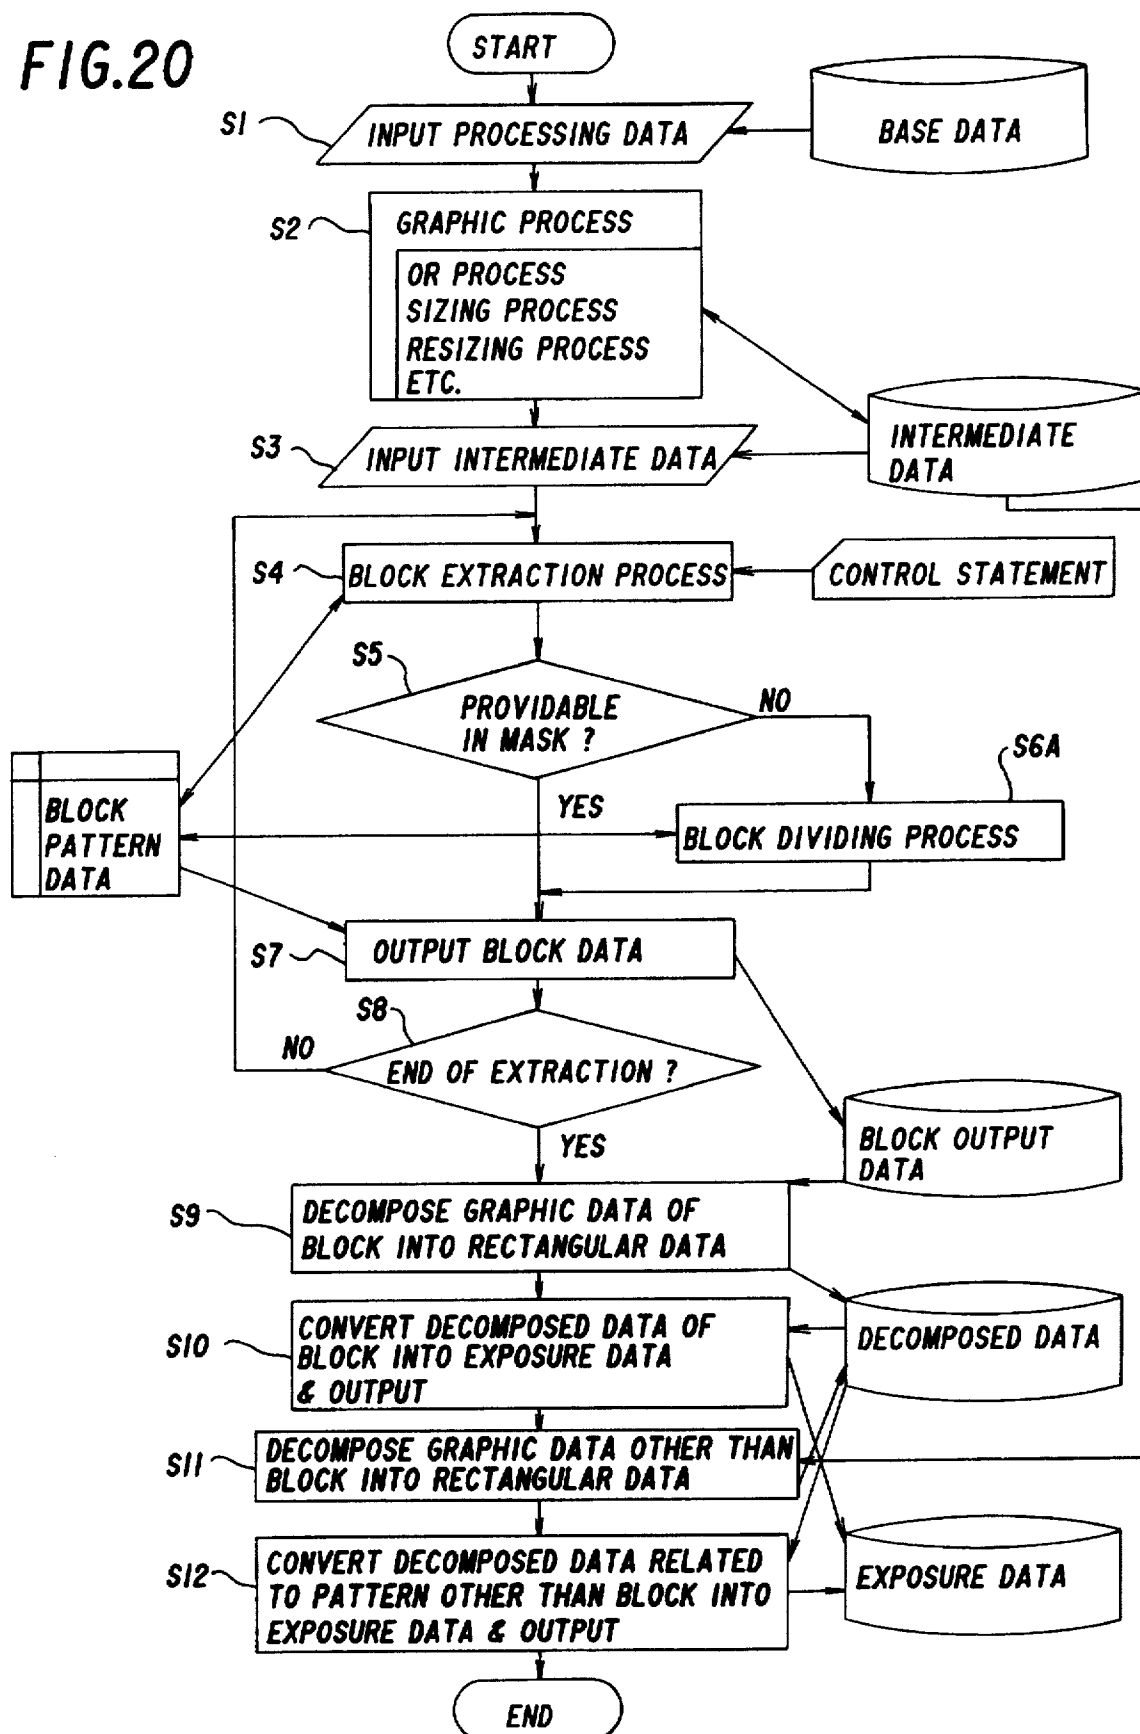 FIG.20
START
S1
INPUT PROCESSING DATA
BASE DATA
S2
GRAPHIC PROCESS
OR PROCESS
SIZING PROCESS
RESIZING PROCESS
ETC.
S3
INPUT INTERMEDIATE DATA
INTERMEDIATE
DATA
S4
BLOCK EXTRACTION PROCESS
CONTROL STATEMENT
S5
PROVIDABLE
IN MASK ?
NO
YES
S6A
BLOCK DIVIDING PROCESS
BLOCK
PATTERN
DATA
S7
OUTPUT BLOCK DATA
S8
END OF EXTRACTION ?
NO
YES
BLOCK OUTPUT
DATA
S9
DECOMPOSE GRAPHIC DATA OF
BLOCK INTO RECTANGULAR DATA
S10
CONVERT DECOMPOSED DATA OF
BLOCK INTO EXPOSURE DATA
& OUTPUT
DECOMPOSED DATA
S11
DECOMPOSE GRAPHIC DATA OTHER THAN
BLOCK INTO RECTANGULAR DATA
S12
CONVERT DECOMPOSED DATA RELATED
TO PATTERN OTHER THAN BLOCK INTO
EXPOSURE DATA & OUTPUT
EXPOSURE DATA
END